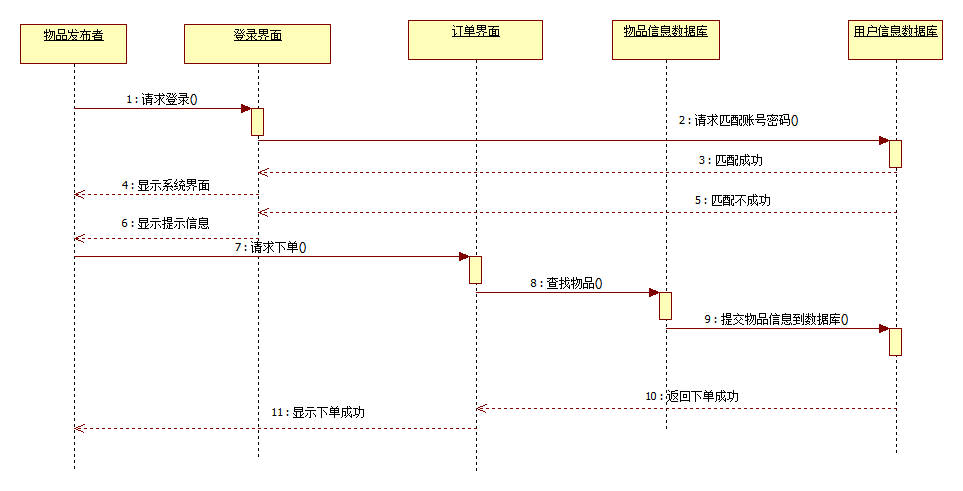 物品发布者
登录界面
订单界面
物品信息数据库
用户信息数据库
1 : 请求登录()
2 : 请求匹配账号密码()
3 : 匹配成功
4 : 显示系统界面
5 : 匹配不成功
6 : 显示提示信息
7 : 请求下单()
8 : 查找物品()
9 : 提交物品信息到数据库()
10 : 返回下单成功
11 : 显示下单成功